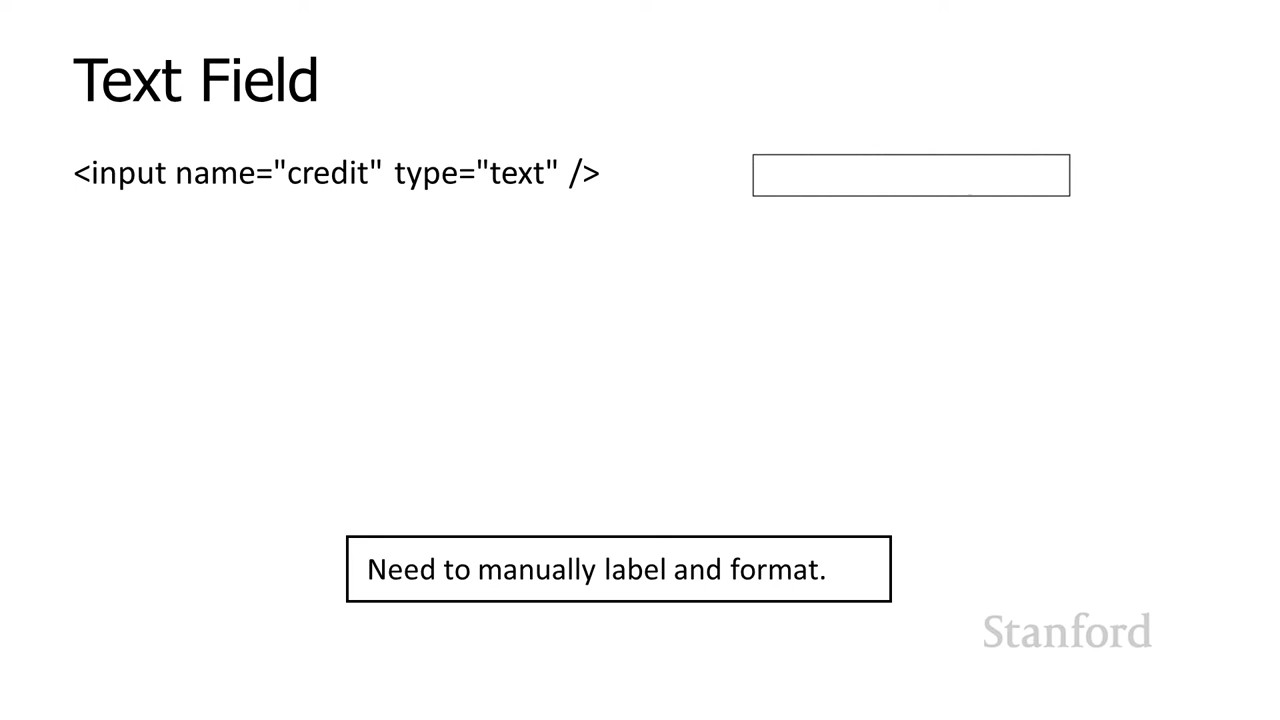 Text Field
<input name="credit" type="text" />
Need to manually label and format.
Stanford